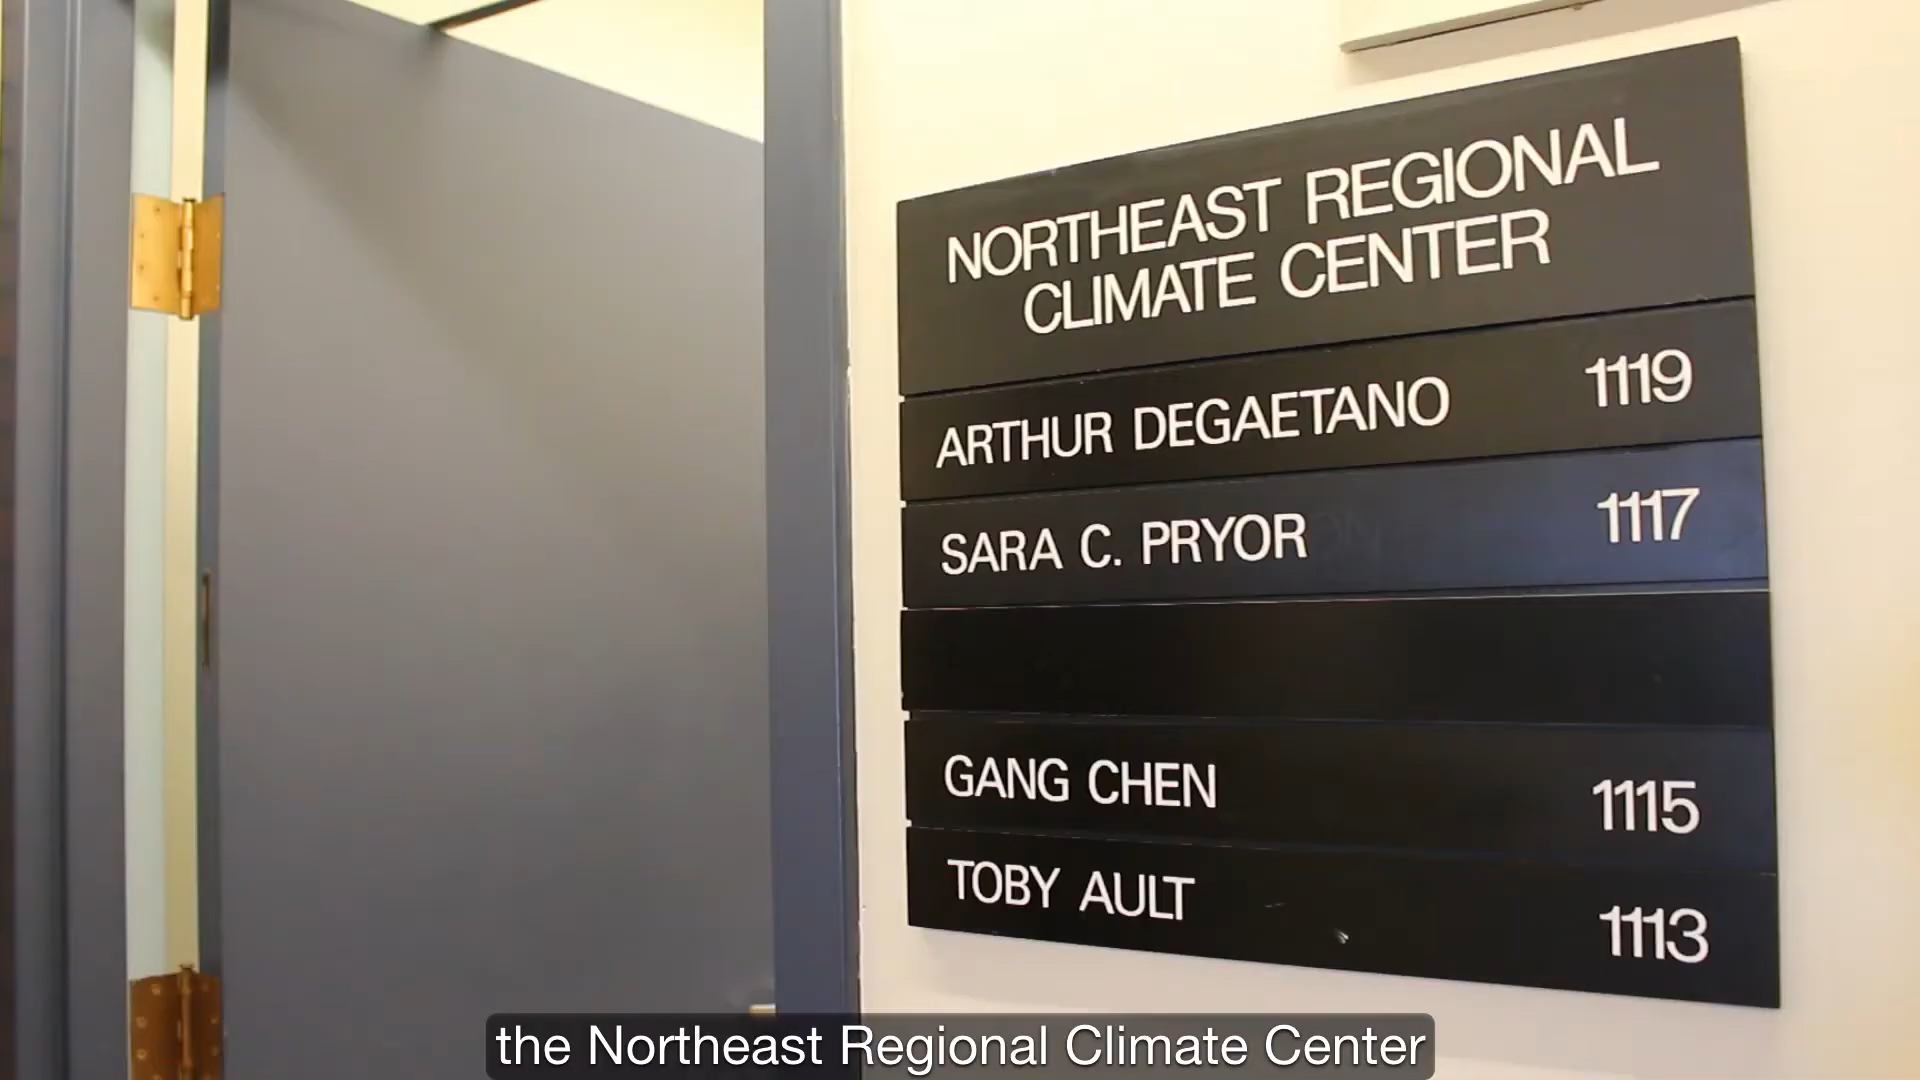 NORTHEAST REGIONAL
CLIMATE CENTER
ARTHUR DEGAETANO 1119
SARA C. PRYOR 1117
GANG CHEN 1115
TOBY AULT 1113
the Northeast Regional Climate Center